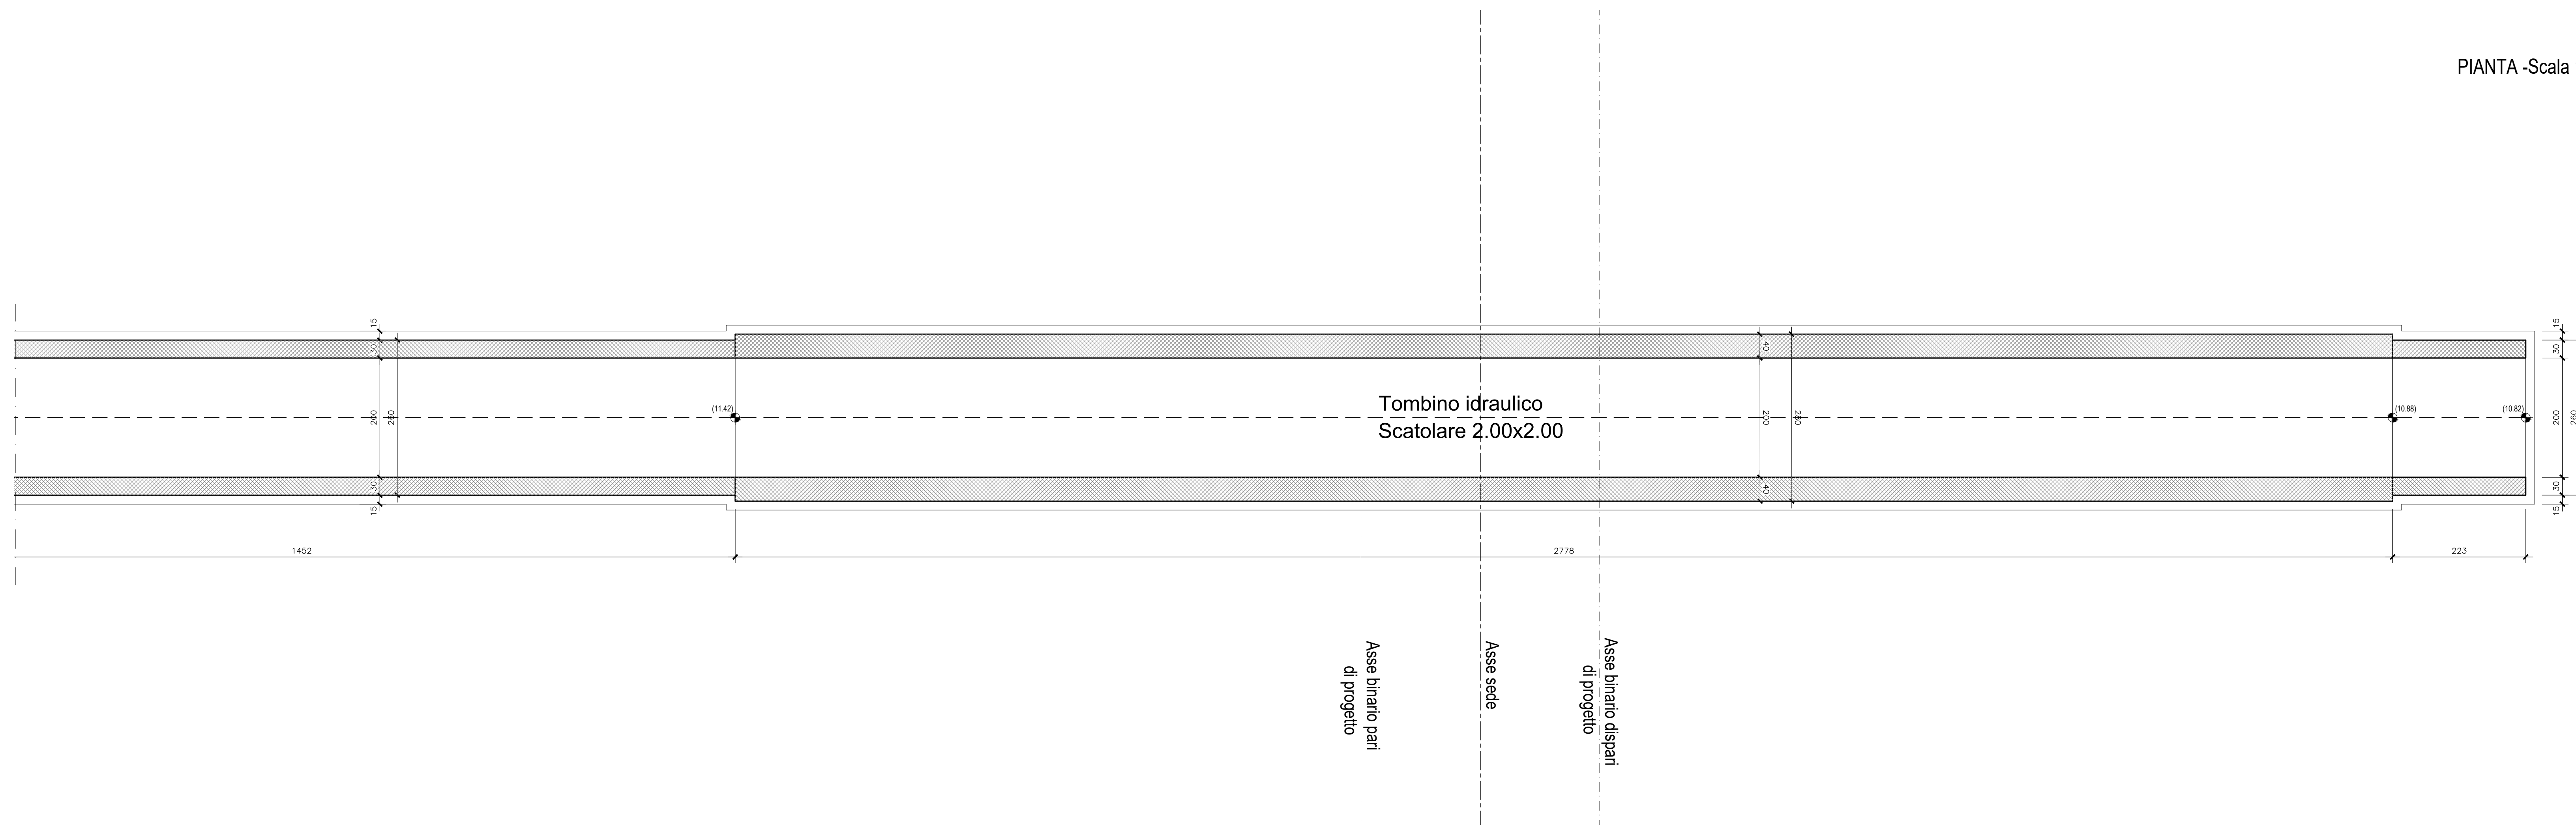 PIANTA -Scala
15
30
200
260
30
15
(11.42)
Tombino idraulico
Scatolare 2.00x2.00
40
200
280
40
(10.88)
(10.82)
15
30
200
260
30
15
1452
2778
223
Asse binario pari
di progetto
Asse sede
Asse binario dispari
di progetto